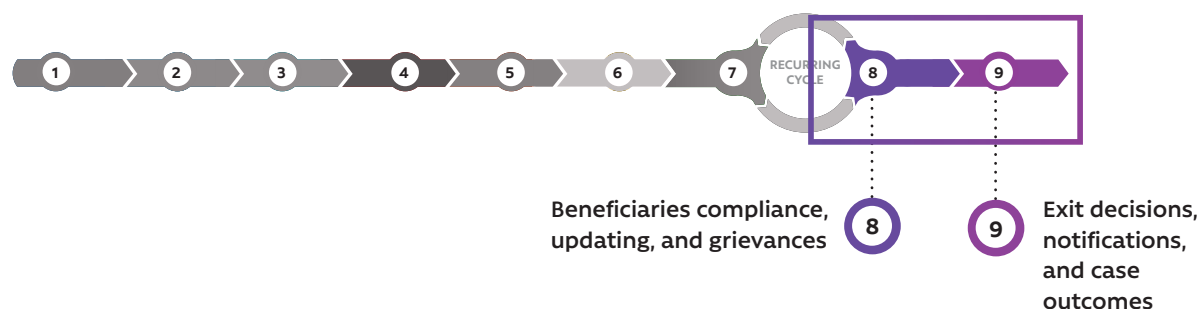 1
2
3
4
5
6
7
RECURRING
CYCLE
8
9
Beneficiaries compliance,
updating, and grievances
8
9
Exit decisions,
notifications,
and case
outcomes